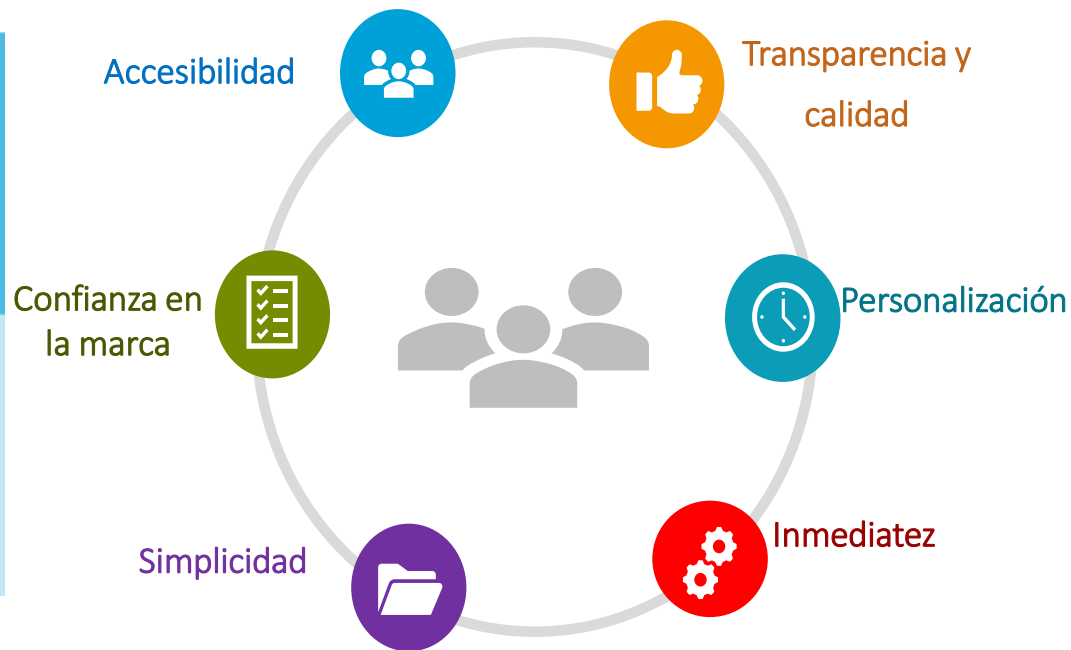 Accesibilidad
Transparencia y
calidad
Confianza en
la marca
Personalización
Simplicidad
Inmediatez